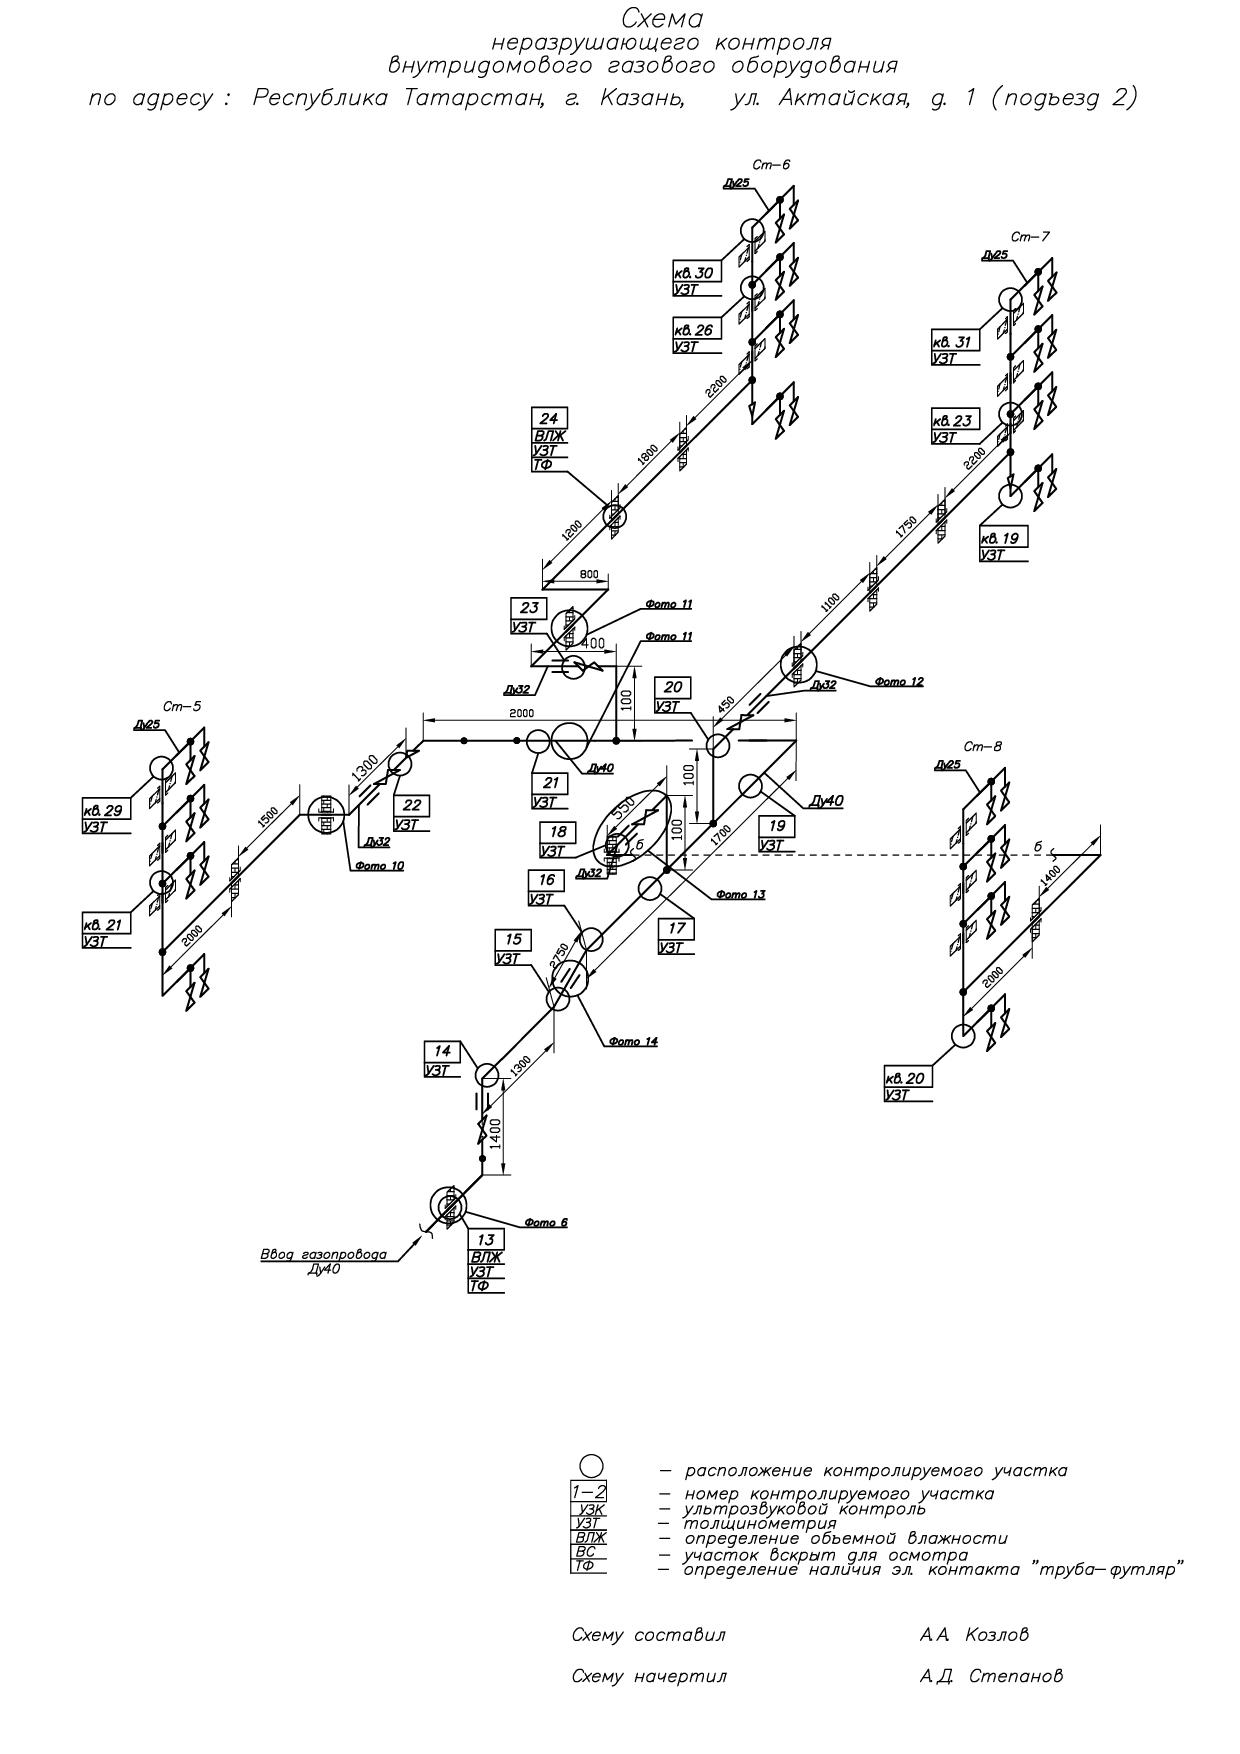 Схема
неразрушающего контроля
внутридомового газового оборудования
по адресу : Республика Татарстан, г. Казань, ул. Актайская, д. 1 (подъезд 2)
Ст-6
Ду25
кв. 30
УЗТ
кв. 26
УЗТ
2200
1800
24
ВЛЖ
УЗТ
ТФ
1200
800
Ст-7
Ду25
кв. 31
УЗТ
кв. 23
УЗТ
2200
кв. 19
УЗТ
1750
1100
450
Фото 12
Ду32
23
УЗТ
Фото 11
Фото 11
400
Ду32
100
20
УЗТ
2000
Ст-5
Ду25
кв. 29
УЗТ
кв. 21
УЗТ
2000
1500
1300
22
УЗТ
Ду32
Фото 10
21
УЗТ
Ду40
100
Ду40
19
УЗТ
1700
550
100
18
УЗТ
б
Ду32
Фото 13
16
УЗТ
17
УЗТ
15
УЗТ
2750
Фото 14
14
УЗТ
1300
1400
Ст-8
Ду25
б
1400
2000
кв. 20
УЗТ
Фото 6
13
ВЛЖ
УЗТ
ТФ
Ввод газопровода
Ду40
– расположение контролируемого участка
1-2 – номер контролируемого участка
УЗК – ультрозвуковой контроль
УЗТ – толщинометрия
ВЛЖ – определение объемной влажности
ВС – участок вскрыт для осмотра
ТФ – определение наличия эл. контакта "труба-футляр"
Схему составил А.А. Козлов
Схему начертил А.Д. Степанов